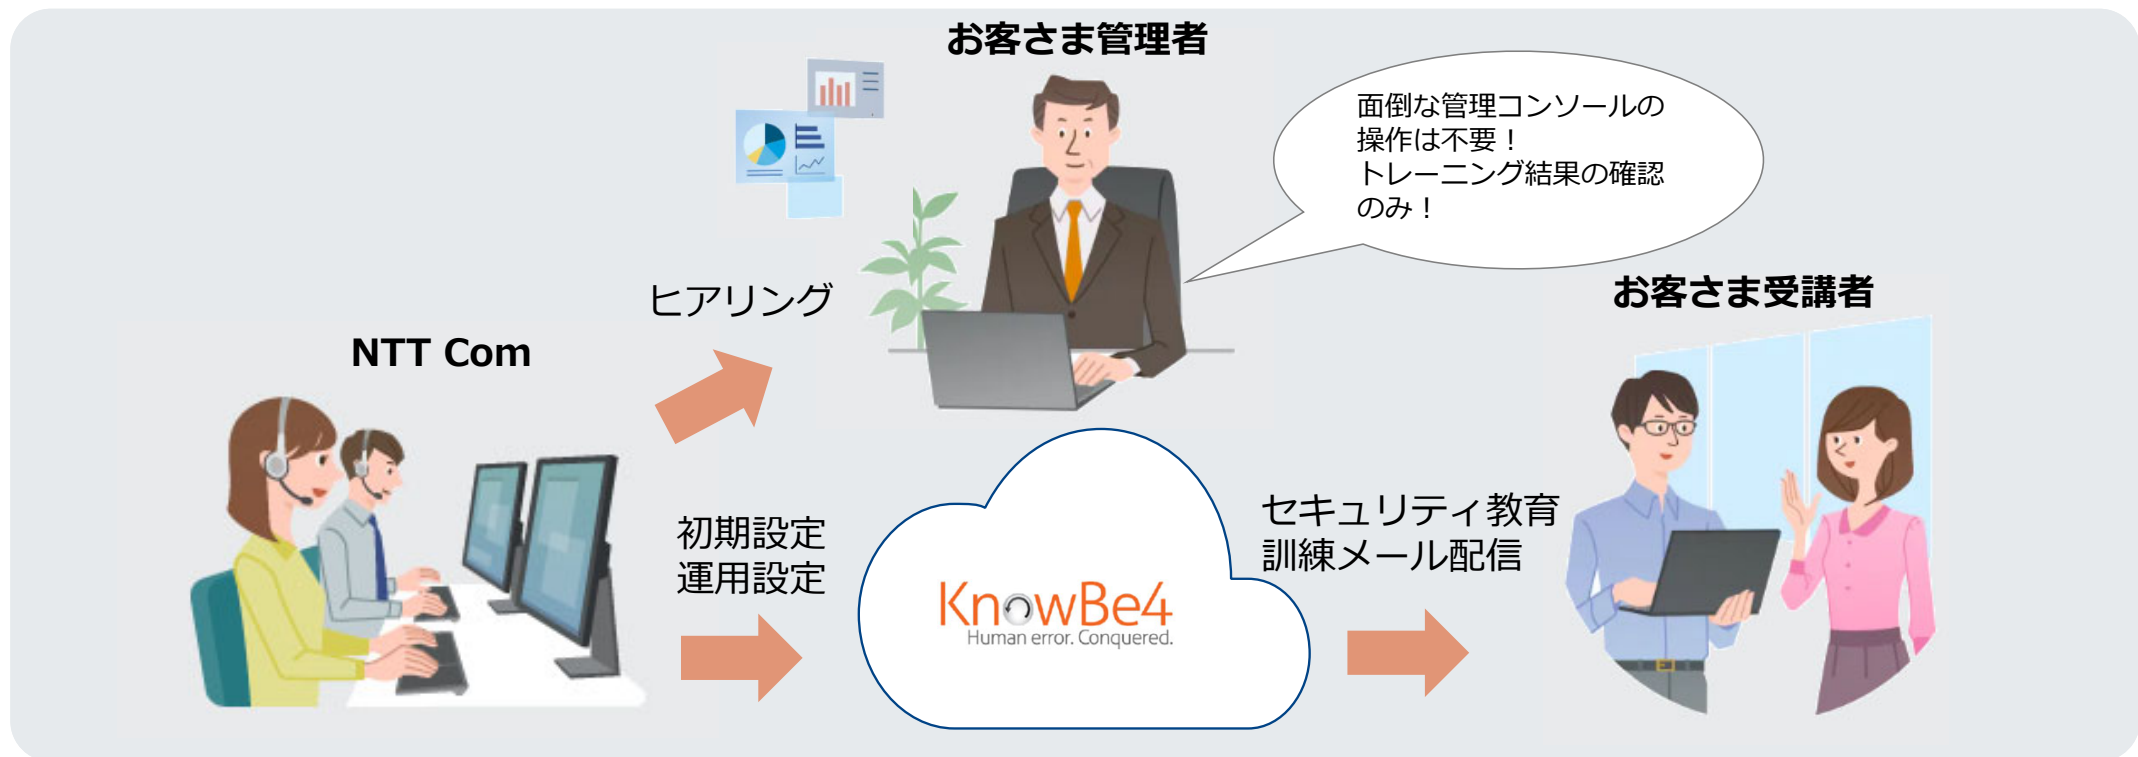 お客さま管理者
面倒な管理コンソールの
操作は不要！
トレーニング結果の確認
のみ！
ヒアリング
お客さま受講者
NTT Com
初期設定
運用設定
KnowBe4
Human error. Conquered.
セキュリティ教育
訓練メール配信